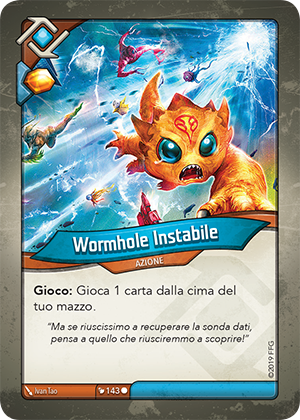 Wormhole Instabile
AZIONE
Gioco: Gioca 1 carta dalla cima del
tuo mazzo.
“Ma se riuscissimo a recuperare la sonda dati,
pensa a quello che riusciremmo a scoprire!”
Ivan Tao
143
©2019 FFG